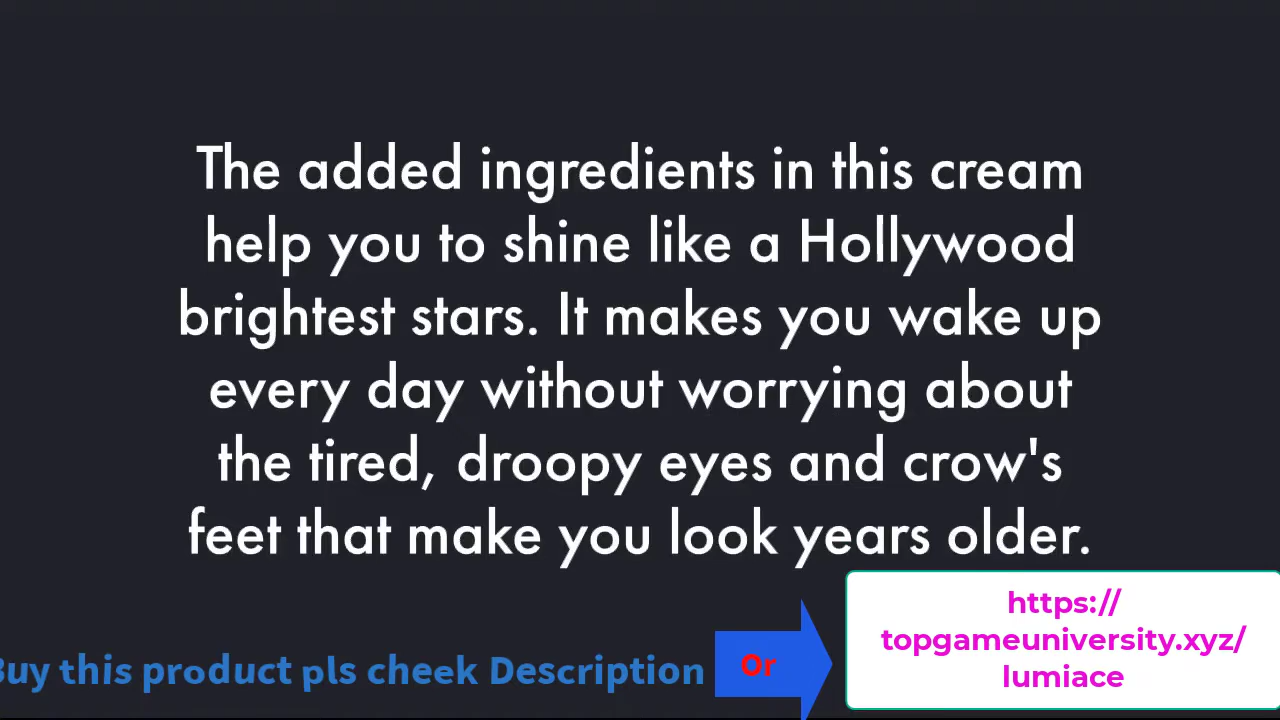 The added ingredients in this cream
help you to shine like a Hollywood
brightest stars. It makes you wake up
every day without worrying about
the tired, droopy eyes and crow's
feet that make you look years older.
Buy this product pls cheek Description
Or
https://
topgameuniversity.xyz/
lumiace